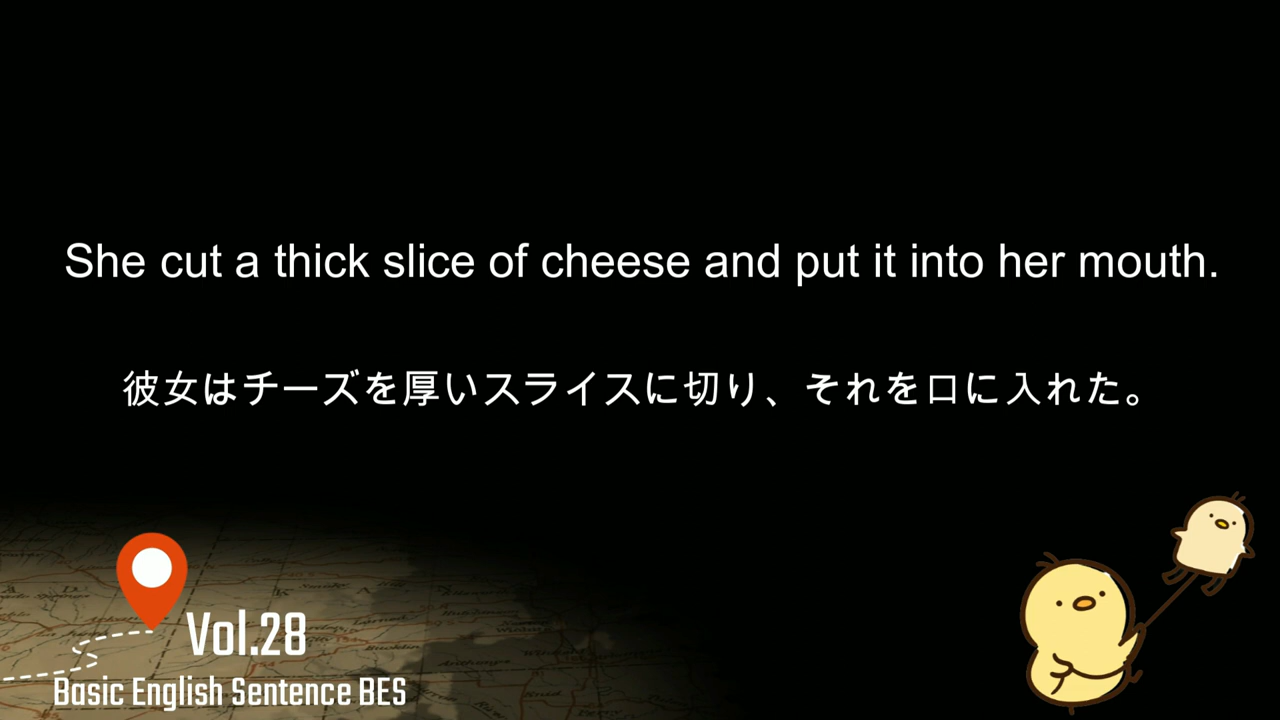 She cut a thick slice of cheese and put it into her mouth.
彼女はチーズを厚いスライスに切り、それを口に入れた。
Vol.28
Basic English Sentence BES